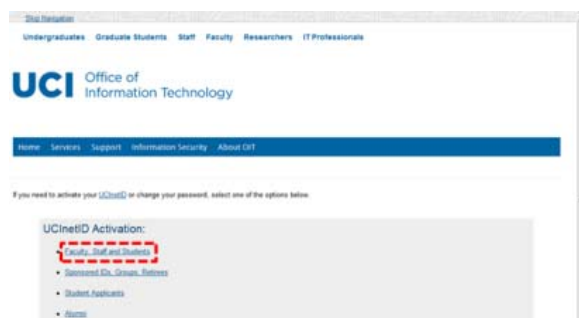 Skip Navigation
Undergraduates Graduate Students Staff Faculty Researchers IT Professionals
UCI Office of
Information Technology
Home Services Support Information Security About OIT
If you need to activate your UCInetID or change your password, select one of the options below.
UCInetID Activation:
Faculty, Staff and Students
Sponsored IDs, Groups, Retirees
Student Applicants
Alumni